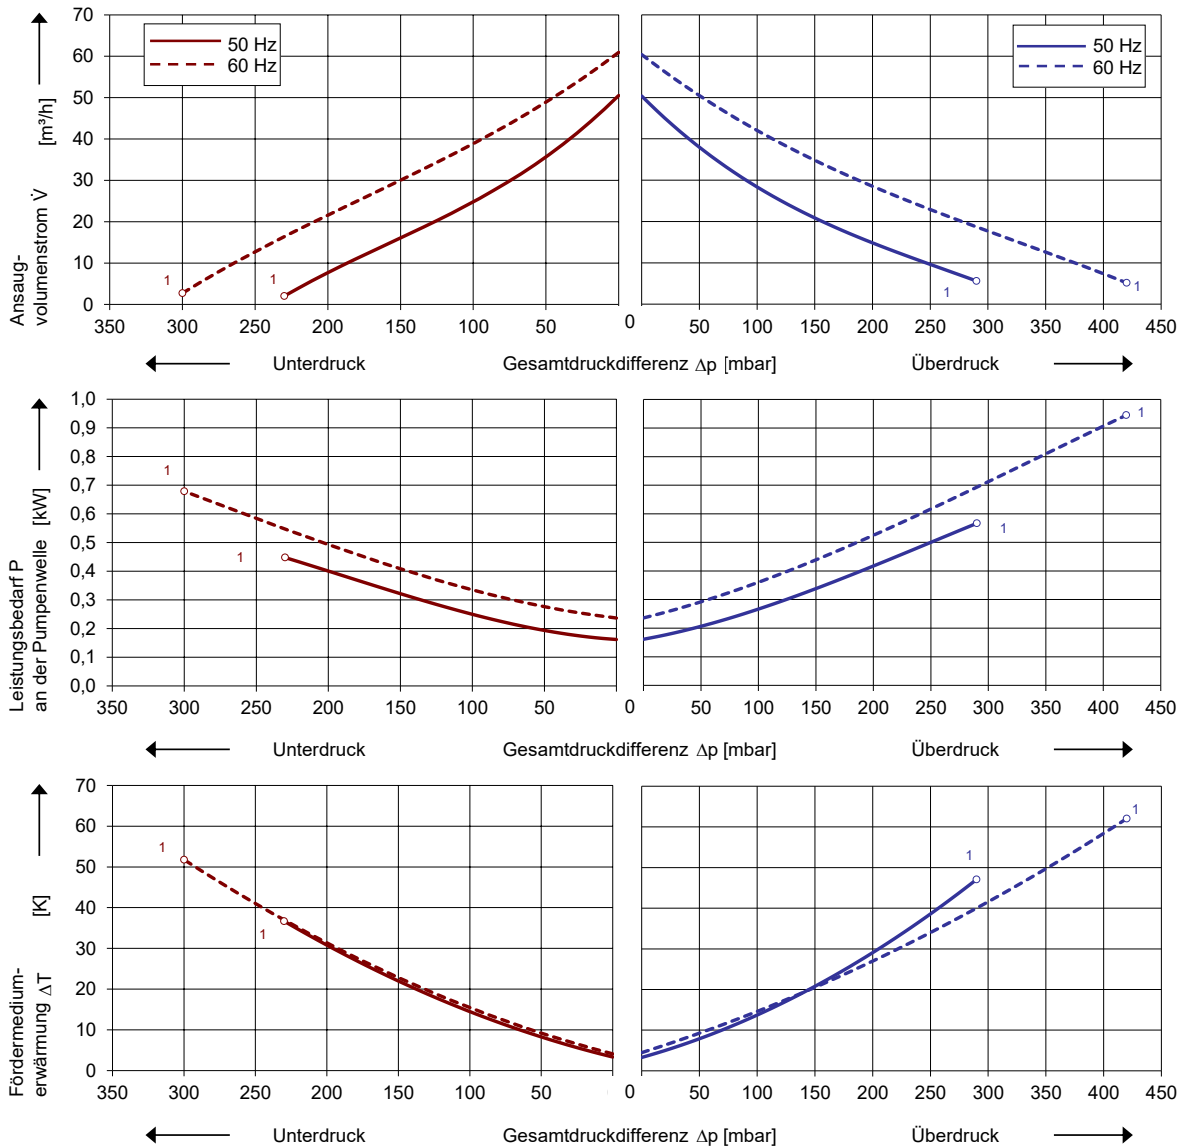 Ansaug-
volumenstrom V̇ [m³/h]
70
60
50
40
30
20
10
0
50 Hz
60 Hz
50 Hz
60 Hz
1
1
1
1
350 300 250 200 150 100 50 0 50 100 150 200 250 300 350 400 450
Unterdruck Gesamtdruckdifferenz Δp [mbar] Überdruck
Leistungsbedarf P
an der Pumpenwelle [kW]
1,0
0,9
0,8
0,7
0,6
0,5
0,4
0,3
0,2
0,1
0,0
1
1
1
1
350 300 250 200 150 100 50 0 50 100 150 200 250 300 350 400 450
Unterdruck Gesamtdruckdifferenz Δp [mbar] Überdruck
Fördermedium-
erwärmung ΔT [K]
70
60
50
40
30
20
10
0
1
1
1
1
350 300 250 200 150 100 50 0 50 100 150 200 250 300 350 400 450
Unterdruck Gesamtdruckdifferenz Δp [mbar] Überdruck